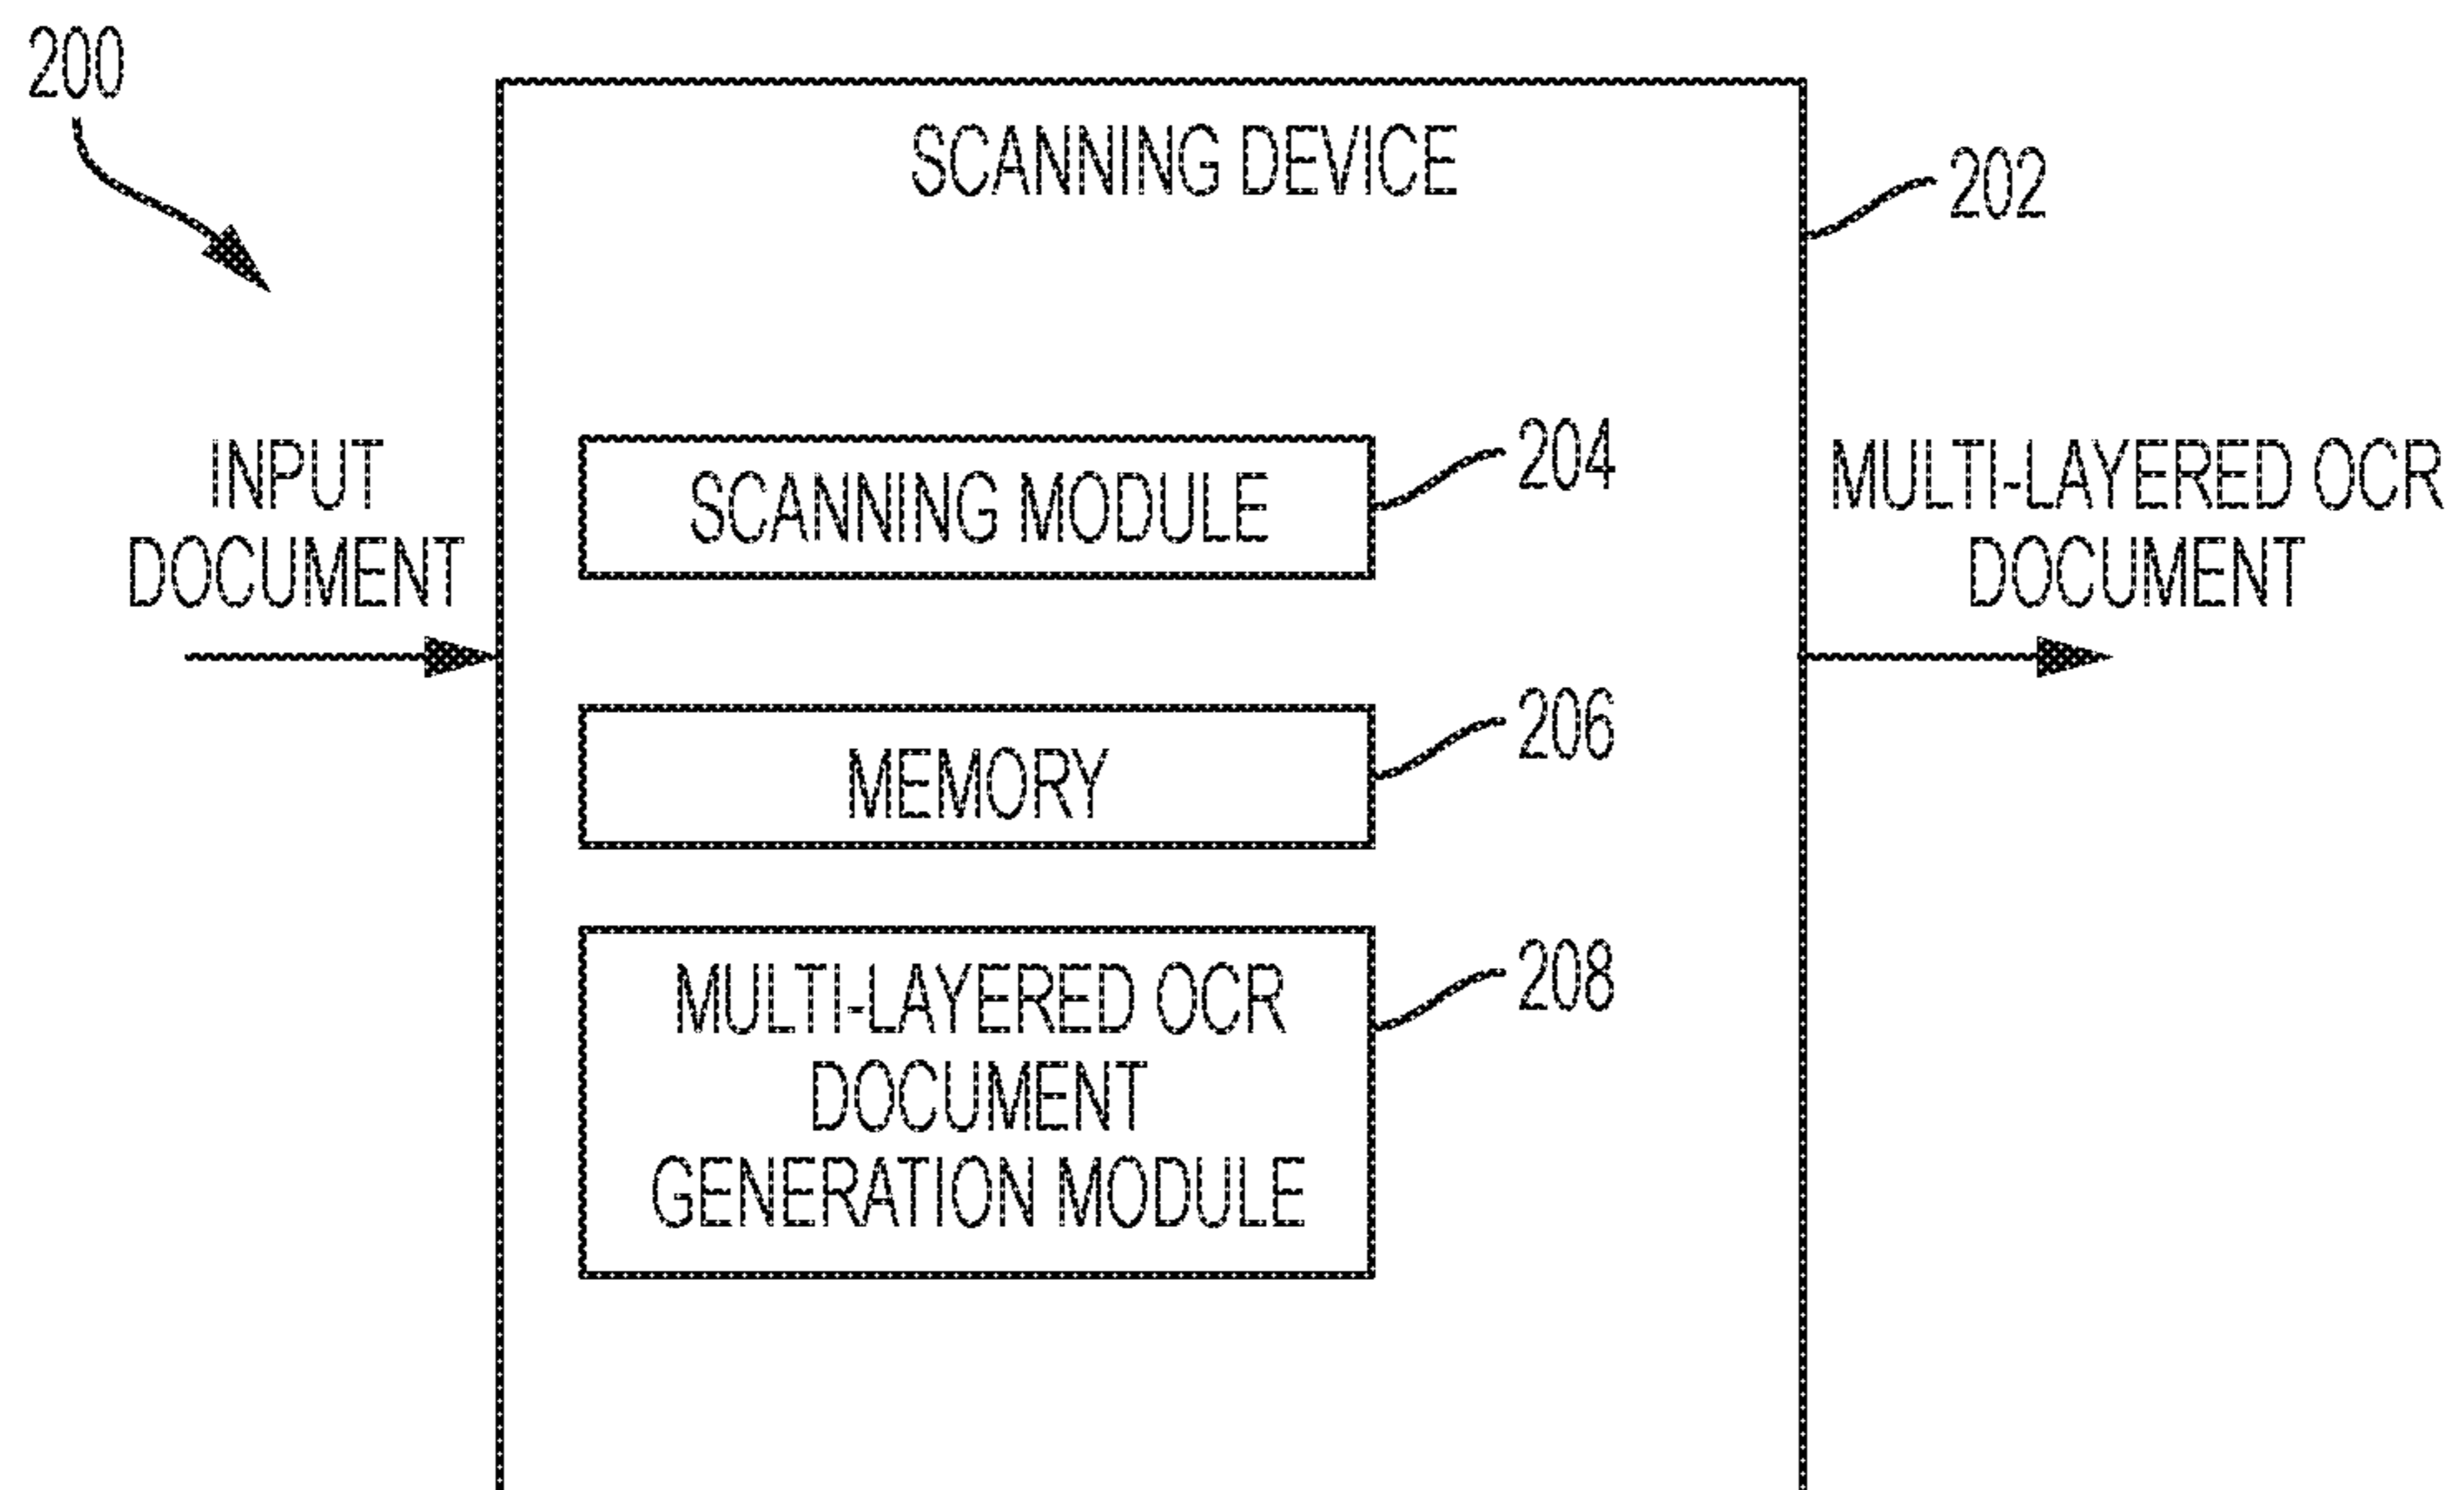 200
SCANNING DEVICE
202
INPUT
DOCUMENT
SCANNING MODULE
204
MULTI-LAYERED OCR
DOCUMENT
MEMORY
206
MULTI-LAYERED OCR
DOCUMENT
GENERATION MODULE
208